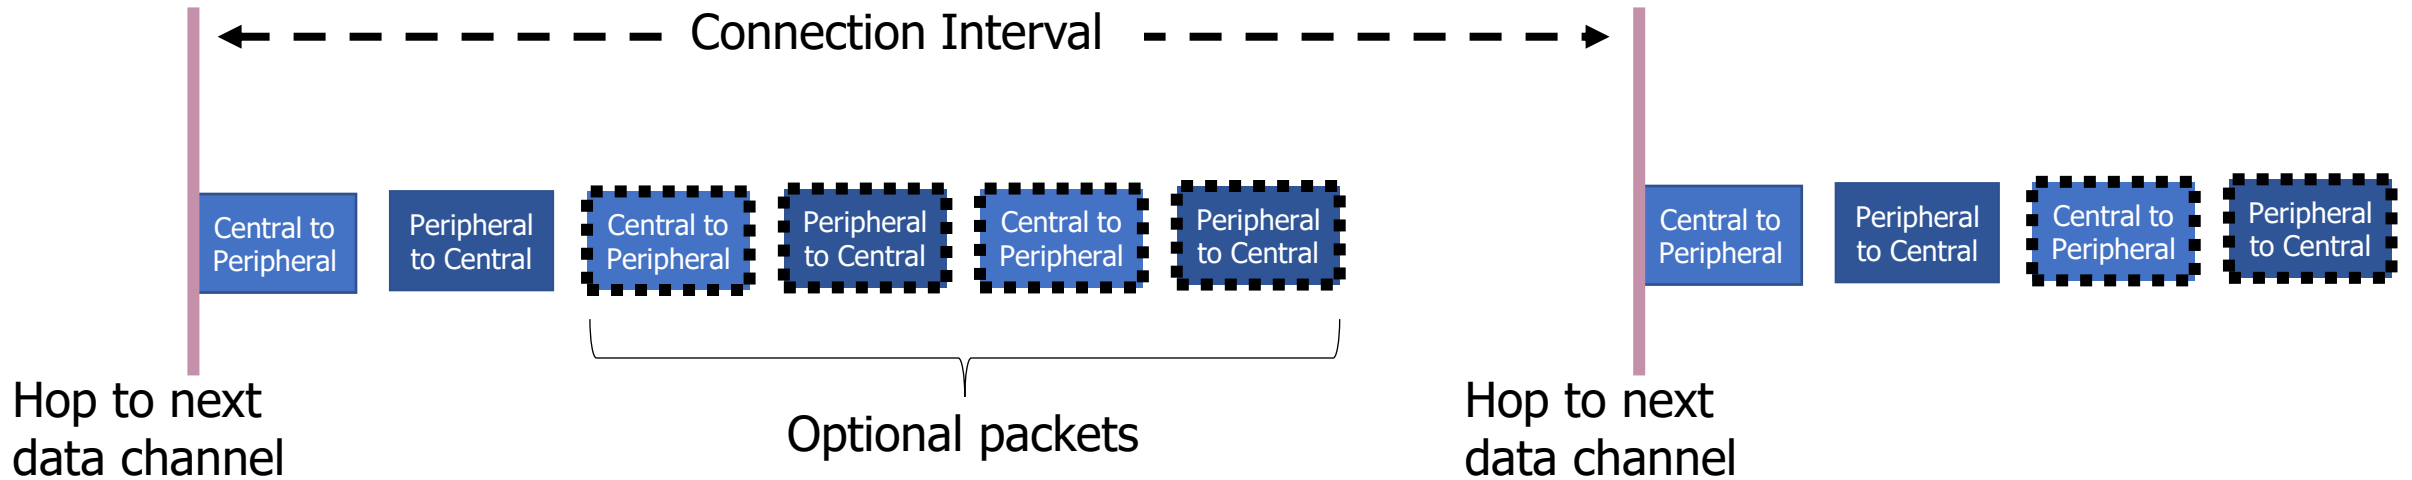 Connection Interval
Central to
Peripheral
Peripheral
to Central
Central to
Peripheral
Peripheral
to Central
Central to
Peripheral
Peripheral
to Central
Central to
Peripheral
Peripheral
to Central
Central to
Peripheral
Peripheral
to Central
Hop to next
data channel
Optional packets
Hop to next
data channel